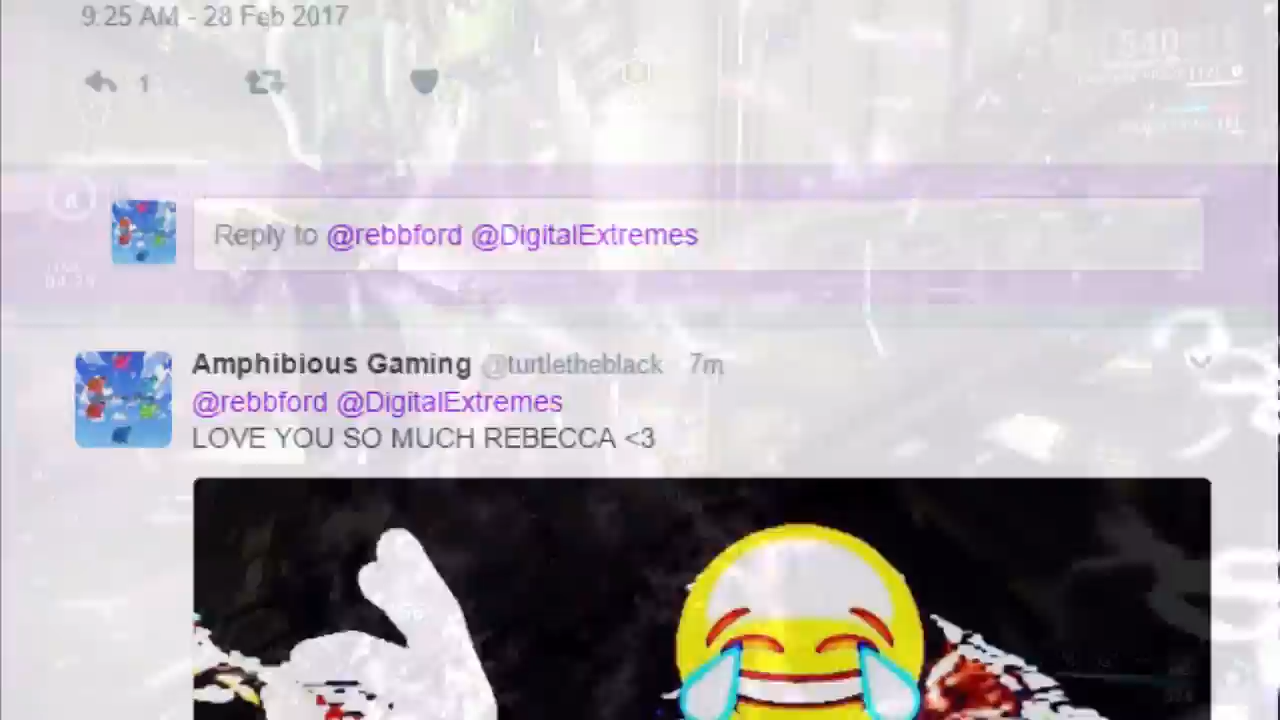 9:25 AM - 28 Feb 2017
1
Reply to @rebbford @DigitalExtremes
Amphibious Gaming @turtletheblack 7m
@rebbford @DigitalExtremes
LOVE YOU SO MUCH REBECCA <3